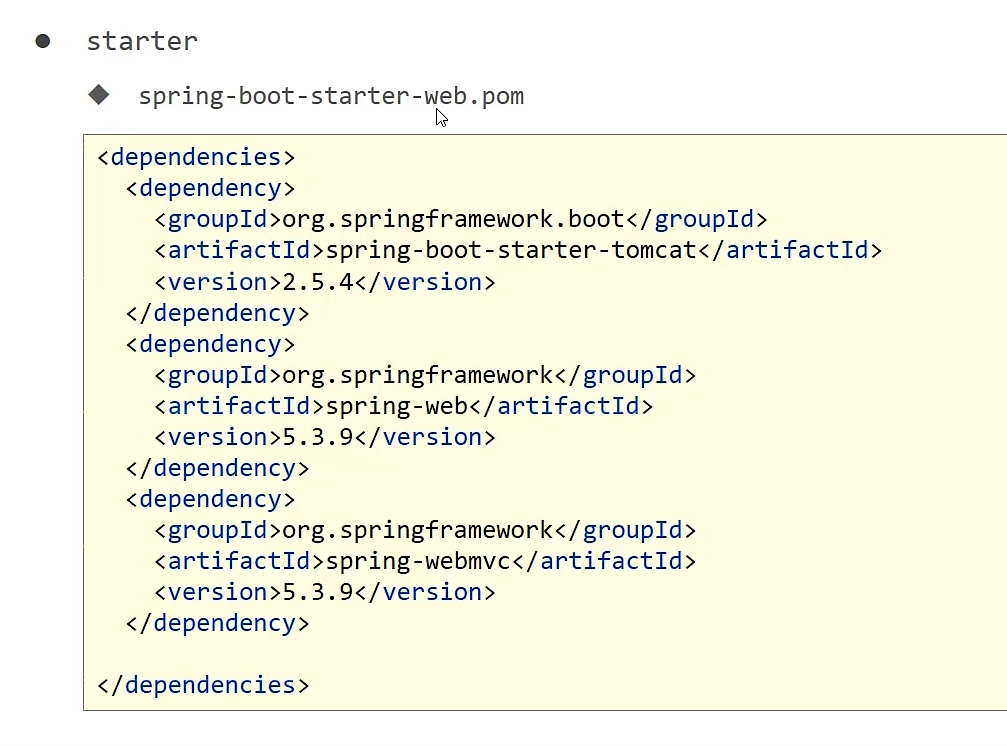 starter
spring-boot-starter-web.pom
<dependencies>
<dependency>
<groupId>org.springframework.boot</groupId>
<artifactId>spring-boot-starter-tomcat</artifactId>
<version>2.5.4</version>
</dependency>
<dependency>
<groupId>org.springframework</groupId>
<artifactId>spring-web</artifactId>
<version>5.3.9</version>
</dependency>
<dependency>
<groupId>org.springframework</groupId>
<artifactId>spring-webmvc</artifactId>
<version>5.3.9</version>
</dependency>
</dependencies>